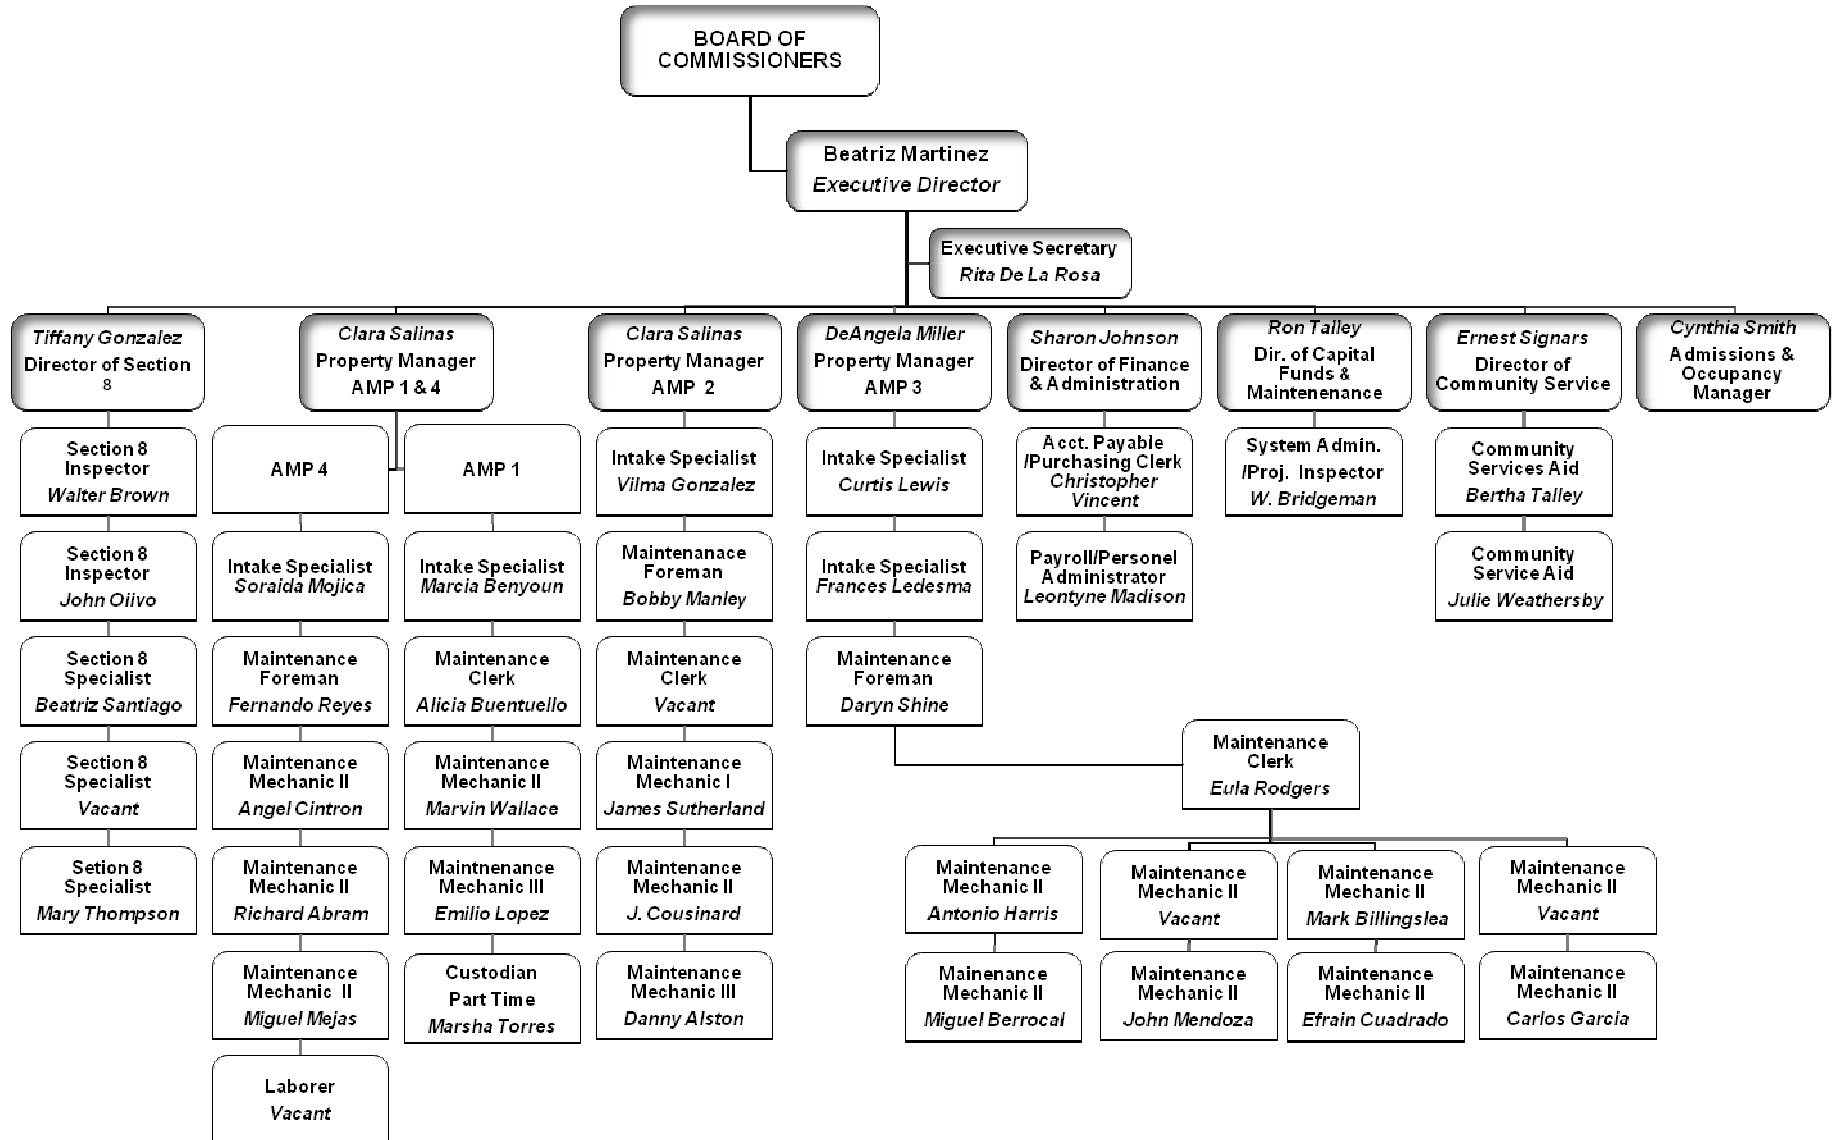 BOARD OF
COMMISSIONERS
Beatriz Martinez
Executive Director
Executive Secretary
Rita De La Rosa
Tiffany Gonzalez
Director of Section
8
Clara Salinas
Property Manager
AMP 1 & 4
Clara Salinas
Property Manager
AMP 2
DeAngela Miller
Property Manager
AMP 3
Sharon Johnson
Director of Finance
& Administration
Ron Talley
Dir. of Capital
Funds &
Maintenenance
Ernest Signars
Director of
Community Service
Cynthia Smith
Admissions &
Occupancy
Manager
Section 8
Inspector
Walter Brown
Section 8
Inspector
John Olivo
Section 8
Specialist
Beatriz Santiago
Section 8
Specialist
Vacant
Setion 8
Specialist
Mary Thompson
AMP 4
Intake Specialist
Soraida Mojica
Maintenance
Foreman
Fernando Reyes
Maintenance
Mechanic II
Angel Cintron
Maintenance
Mechanic II
Richard Abram
Maintenance
Mechanic II
Miguel Mejas
Laborer
Vacant
AMP 1
Intake Specialist
Marcia Benyoun
Maintenance
Clerk
Alicia Buentuello
Maintenance
Mechanic II
Marvin Wallace
Maintnenance
Mechanic III
Emilio Lopez
Custodian
Part Time
Marsha Torres
Intake Specialist
Vilma Gonzalez
Maintenanace
Foreman
Bobby Manley
Maintenance
Clerk
Vacant
Maintenance
Mechanic I
James Sutherland
Maintenance
Mechanic II
J. Cousinard
Maintenance
Mechanic III
Danny Alston
Intake Specialist
Curtis Lewis
Intake Specialist
Frances Ledesma
Maintenance
Foreman
Daryn Shine
Acct. Payable
/Purchasing Clerk
Christopher
Vincent
Payroll/Personel
Administrator
Leontyne Madison
System Admin.
/Proj. Inspector
W. Bridgeman
Community
Services Aid
Bertha Talley
Community
Service Aid
Julie Weathersby
Maintenance
Clerk
Eula Rodgers
Maintenance
Mechanic II
Antonio Harris
Mainenance
Mechanic II
Miguel Berrocal
Maintenance
Mechanic II
Vacant
Maintenance
Mechanic II
John Mendoza
Maintenance
Mechanic II
Mark Billingslea
Maintenance
Mechanic II
Efrain Cuadrado
Maintenance
Mechanic II
Vacant
Maintenance
Mechanic II
Carlos Garcia